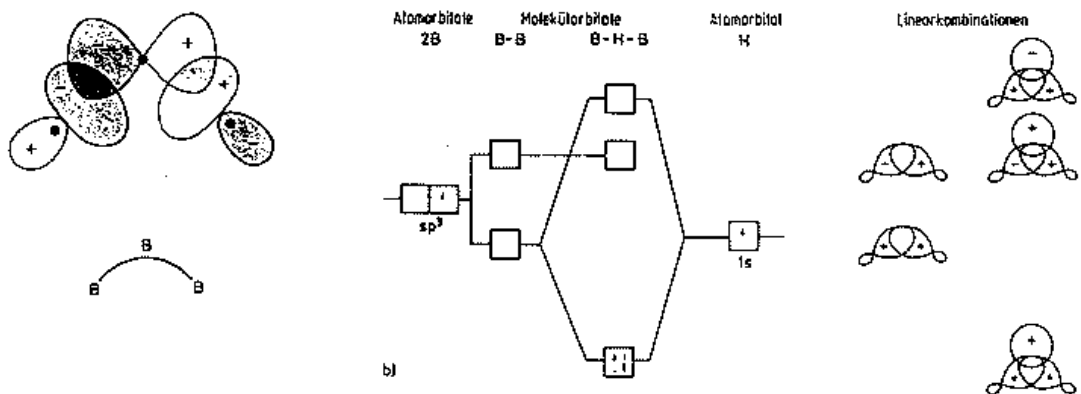 Atomorbitale Molekülorbitale Atomorbital Linearkombinationen
2B B-B B-H-B H
+
+
-
+
sp³
1s
B
B B
b)
-
+ +
+
- +
- +
+ +
+
+ +